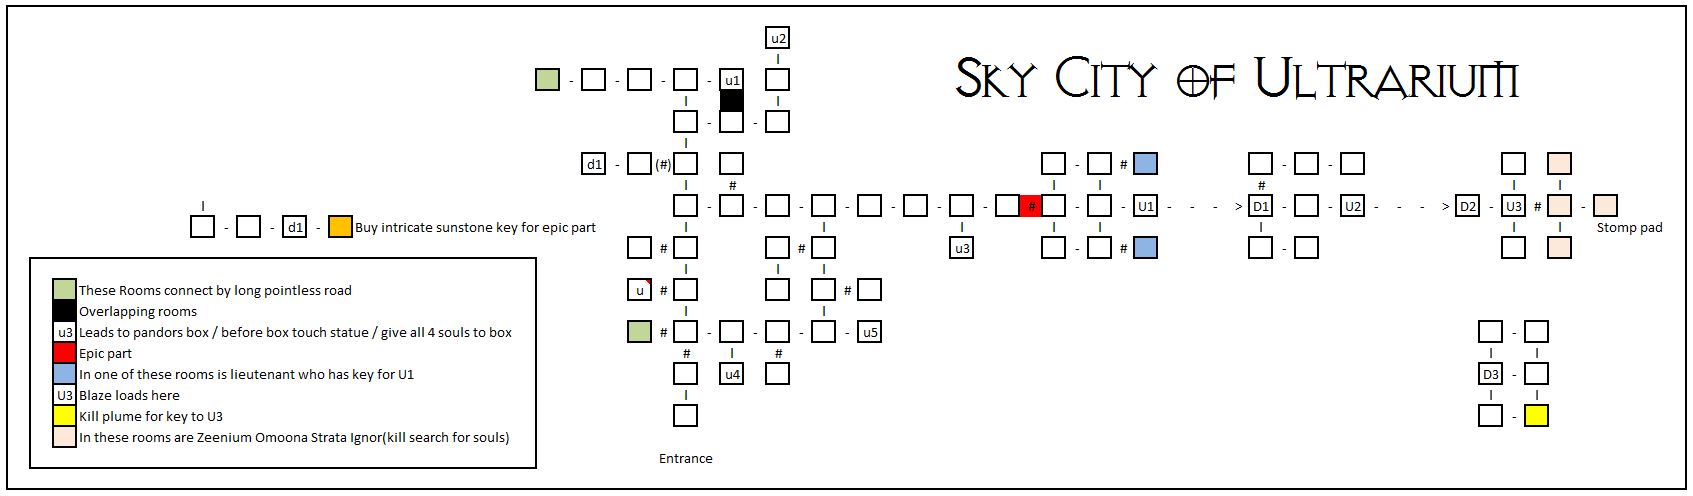 u2
SKY CITY OF ULTRARIUM
- - - - u1
- -
d1 - (#) # - # - -
# #
- - - - - - - # - - U1 - - - > D1 - - U2 - - - > D2 - U3 # -
- - d1 - Buy intricate sunstone key for epic part
Stomp pad
# # u3 - - # -
u # #
These Rooms connect by long pointless road
Overlapping rooms
u3 Leads to pandors box / before box touch statue / give all 4 souls to box
# - - - - u5 -
# #
Epic part
In one of these rooms is lieutenant who has key for U1
u4 D3 -
U3 Blaze loads here
Kill plume for key to U3
-
In these rooms are Zeenium Omoona Strata Ignor(kill search for souls)
Entrance